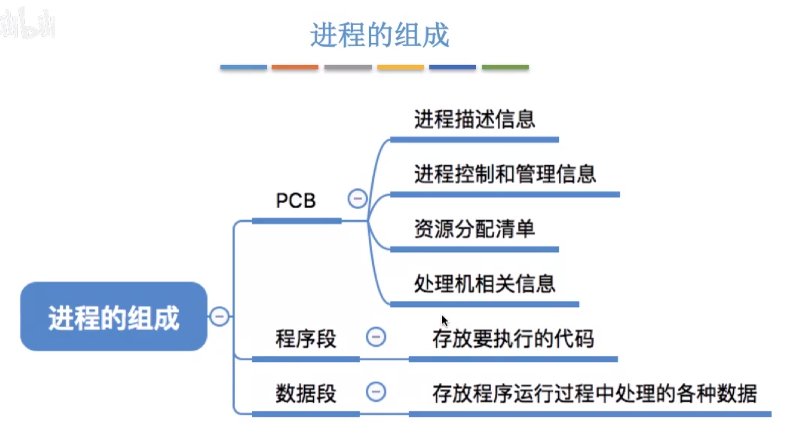 进程的组成
进程描述信息
进程控制和管理信息
PCB
资源分配清单
处理机相关信息
进程的组成
程序段
存放要执行的代码
数据段
存放程序运行过程中处理的各种数据